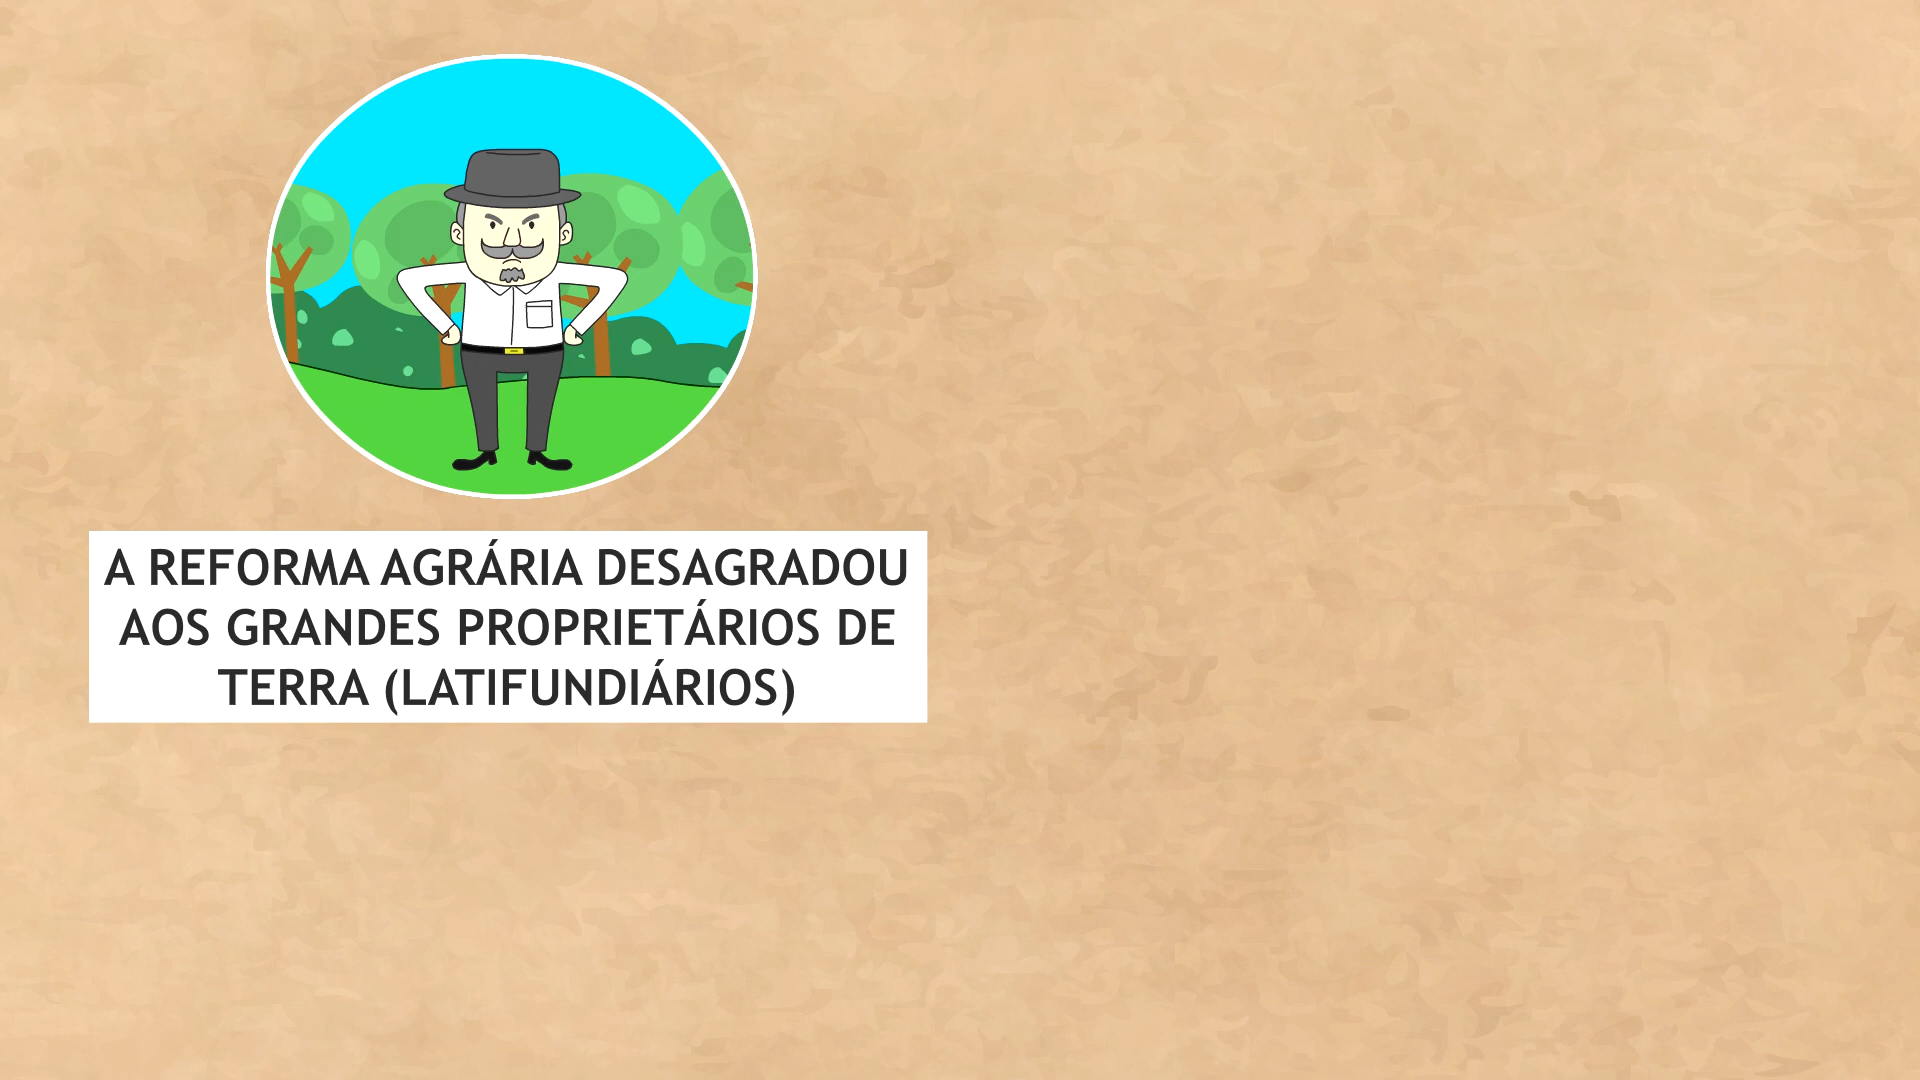 A REFORMA AGRÁRIA DESAGRADOU
AOS GRANDES PROPRIETÁRIOS DE
TERRA (LATIFUNDIÁRIOS)